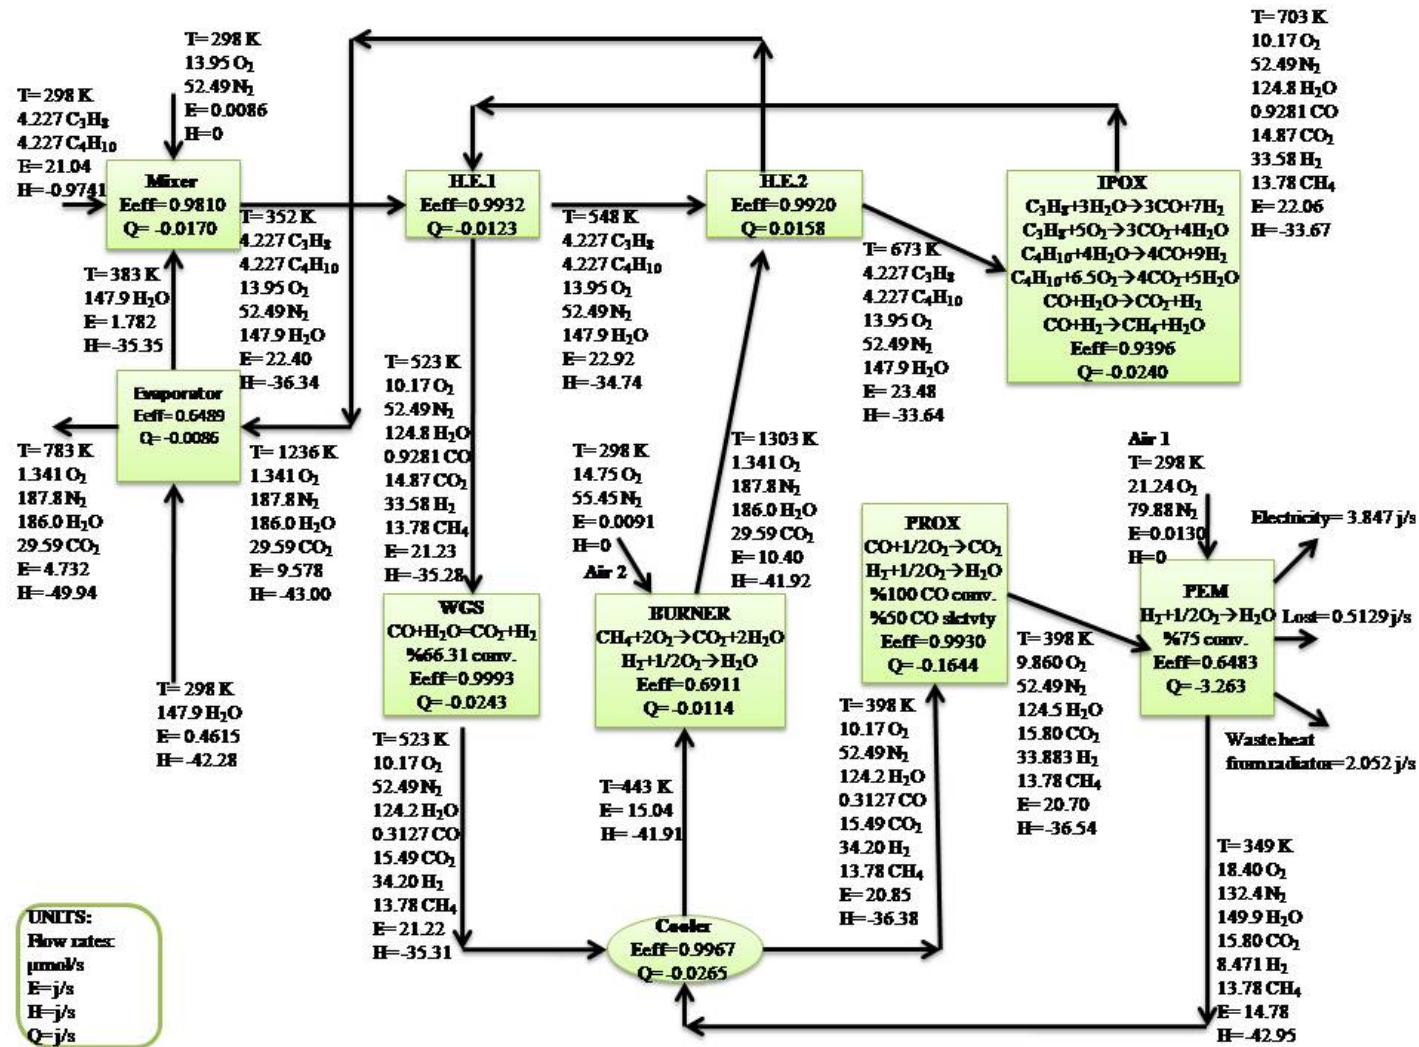 T= 298 K
13.95 O₂
52.49 N₂
E= 0.0086
H=0
T= 298 K
4.227 C₃H₈
4.227 C₄H₁₀
E= 21.04
H= -0.9741
Mixer
Eeff= 0.9810
Q= -0.0170
T= 352 K
4.227 C₃H₈
4.227 C₄H₁₀
13.95 O₂
52.49 N₂
147.9 H₂O
E= 22.40
H= -36.34
T= 383 K
147.9 H₂O
E= 1.782
H= -35.35
Evaporator
Eeff= 0.6489
Q= -0.0086
T= 783 K
1.341 O₂
187.8 N₂
186.0 H₂O
29.59 CO₂
E= 4.732
H= -49.94
T= 1236 K
1.341 O₂
187.8 N₂
186.0 H₂O
29.59 CO₂
E= 9.578
H= -43.00
T= 298 K
147.9 H₂O
E= 0.4615
H= -42.28
H.E.1
Eeff= 0.9932
Q= -0.0123
T= 548 K
4.227 C₃H₈
4.227 C₄H₁₀
13.95 O₂
52.49 N₂
147.9 H₂O
E= 22.92
H= -34.74
H.E.2
Eeff= 0.9920
Q= 0.0158
T= 673 K
4.227 C₃H₈
4.227 C₄H₁₀
13.95 O₂
52.49 N₂
147.9 H₂O
E= 23.48
H= -33.64
IPOX
C₃H₈+3H₂O→3CO+7H₂
C₃H₈+5O₂→3CO₂+4H₂O
C₄H₁₀+4H₂O→4CO+9H₂
C₄H₁₀+6.5O₂→4CO₂+5H₂O
CO+H₂O→CO₂+H₂
CO+H₂→CH₄+H₂O
Eeff= 0.9396
Q= -0.0240
T= 703 K
10.17 O₂
52.49 N₂
124.8 H₂O
0.9281 CO
14.87 CO₂
33.58 H₂
13.78 CH₄
E= 22.06
H= -33.67
T= 523 K
10.17 O₂
52.49 N₂
124.8 H₂O
0.9281 CO
14.87 CO₂
33.58 H₂
13.78 CH₄
E= 21.23
H= -35.28
WGS
CO+H₂O=CO₂+H₂
%66.31 conv.
Eeff= 0.9993
Q= -0.0243
T= 523 K
10.17 O₂
52.49 N₂
124.2 H₂O
0.3127 CO
15.49 CO₂
34.20 H₂
13.78 CH₄
E= 21.22
H= -35.31
T= 298 K
14.75 O₂
55.45 N₂
E= 0.0091
H=0
Air 2
T= 1303 K
1.341 O₂
187.8 N₂
186.0 H₂O
29.59 CO₂
E= 10.40
H= -41.92
BURNER
CH₄+2O₂→CO₂+2H₂O
H₂+1/2O₂→H₂O
Eeff= 0.6911
Q= -0.0114
T=443 K
E= 15.04
H= -41.91
Cooler
Eeff=0.9967
Q= -0.0265
PROX
CO+1/2O₂→CO₂
H₂+1/2O₂→H₂O
%100 CO conv.
%50 CO slctvty
Eeff= 0.9930
Q= -0.1644
T= 398 K
10.17 O₂
52.49 N₂
124.2 H₂O
0.3127 CO
15.49 CO₂
34.20 H₂
13.78 CH₄
E= 20.85
H= -36.38
T= 398 K
9.860 O₂
52.49 N₂
124.5 H₂O
15.80 CO₂
33.883 H₂
13.78 CH₄
E= 20.70
H= -36.54
Air 1
T= 298 K
21.24 O₂
79.88 N₂
E=0.0130
H=0
PEM
H₂+1/2O₂→H₂O
%75 conv.
Eeff= 0.6483
Q= -3.263
Electricity= 3.847 j/s
Lost= 0.5129 j/s
Waste heat
from radiator=2.052 j/s
T= 349 K
18.40 O₂
132.4 N₂
149.9 H₂O
15.80 CO₂
8.471 H₂
13.78 CH₄
E= 14.78
H= -42.95
UNITS:
Flow rates:
µmol/s
E=j/s
H=j/s
Q=j/s